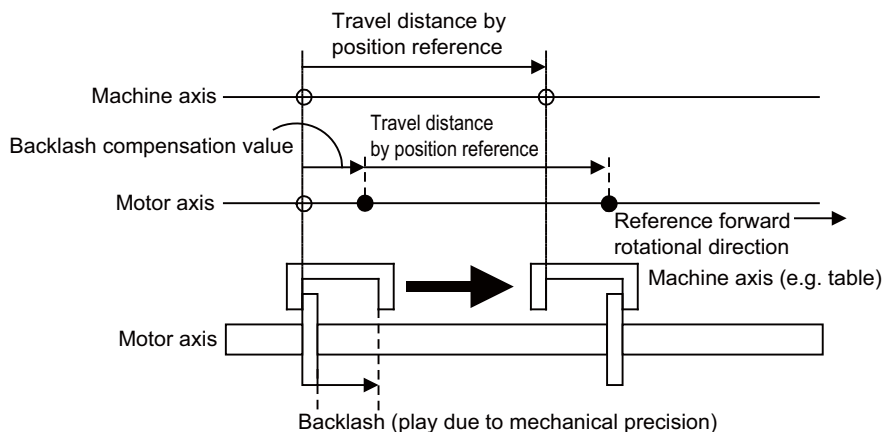 Travel distance by
position reference
Machine axis
Travel distance
by position reference
Backlash compensation value
Motor axis
Reference forward
rotational direction
Machine axis (e.g. table)
Motor axis
Backlash (play due to mechanical precision)